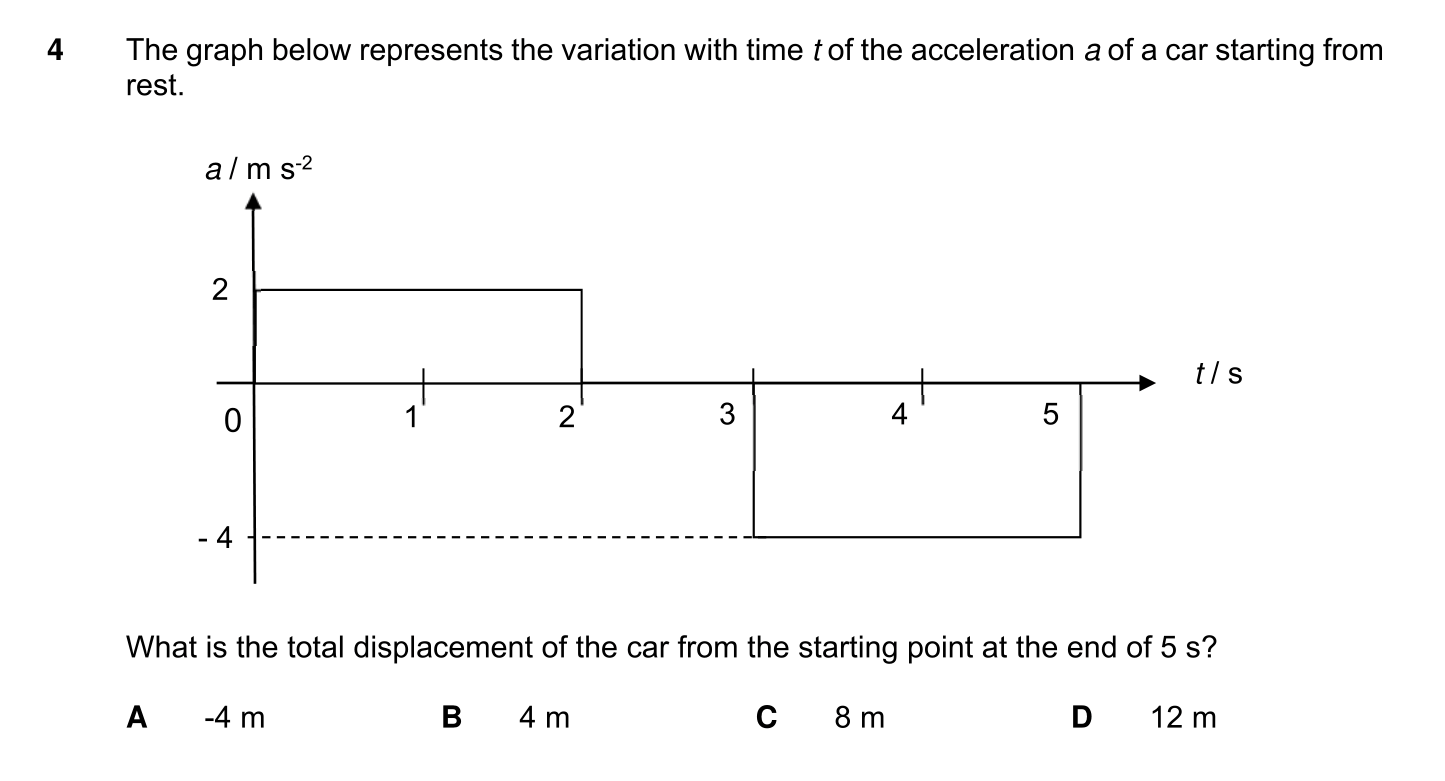 4 The graph below represents the variation with time t of the acceleration a of a car starting from
rest.
a / m s-2
2
t / s
0 1 2 3 4 5
- 4
What is the total displacement of the car from the starting point at the end of 5 s?
A -4 m B 4 m C 8 m D 12 m